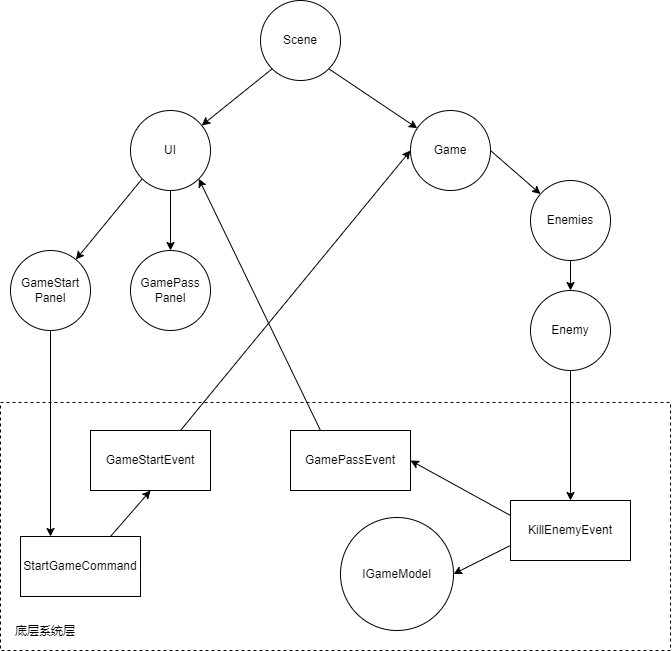 Scene
UI
Game
Enemies
GameStart
Panel
GamePass
Panel
Enemy
GameStartEvent
GamePassEvent
KillEnemyEvent
StartGameCommand
IGameModel
底层系统层